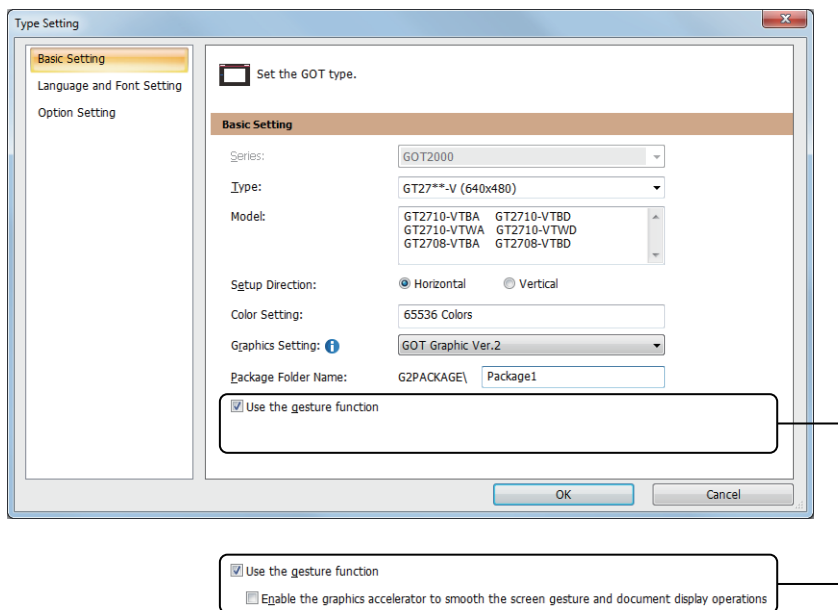 Type Setting
Basic Setting
Language and Font Setting
Option Setting
Set the GOT type.
Basic Setting
Series: GOT2000
Type: GT27**-V (640x480)
Model: GT2710-VTBA GT2710-VTBD
GT2710-VTWA GT2710-VTWD
GT2708-VTBA GT2708-VTBD
Setup Direction: Horizontal Vertical
Color Setting: 65536 Colors
Graphics Setting: GOT Graphic Ver.2
Package Folder Name: G2PACKAGE\ Package1
Use the gesture function
OK Cancel
Use the gesture function
Enable the graphics accelerator to smooth the screen gesture and document display operations